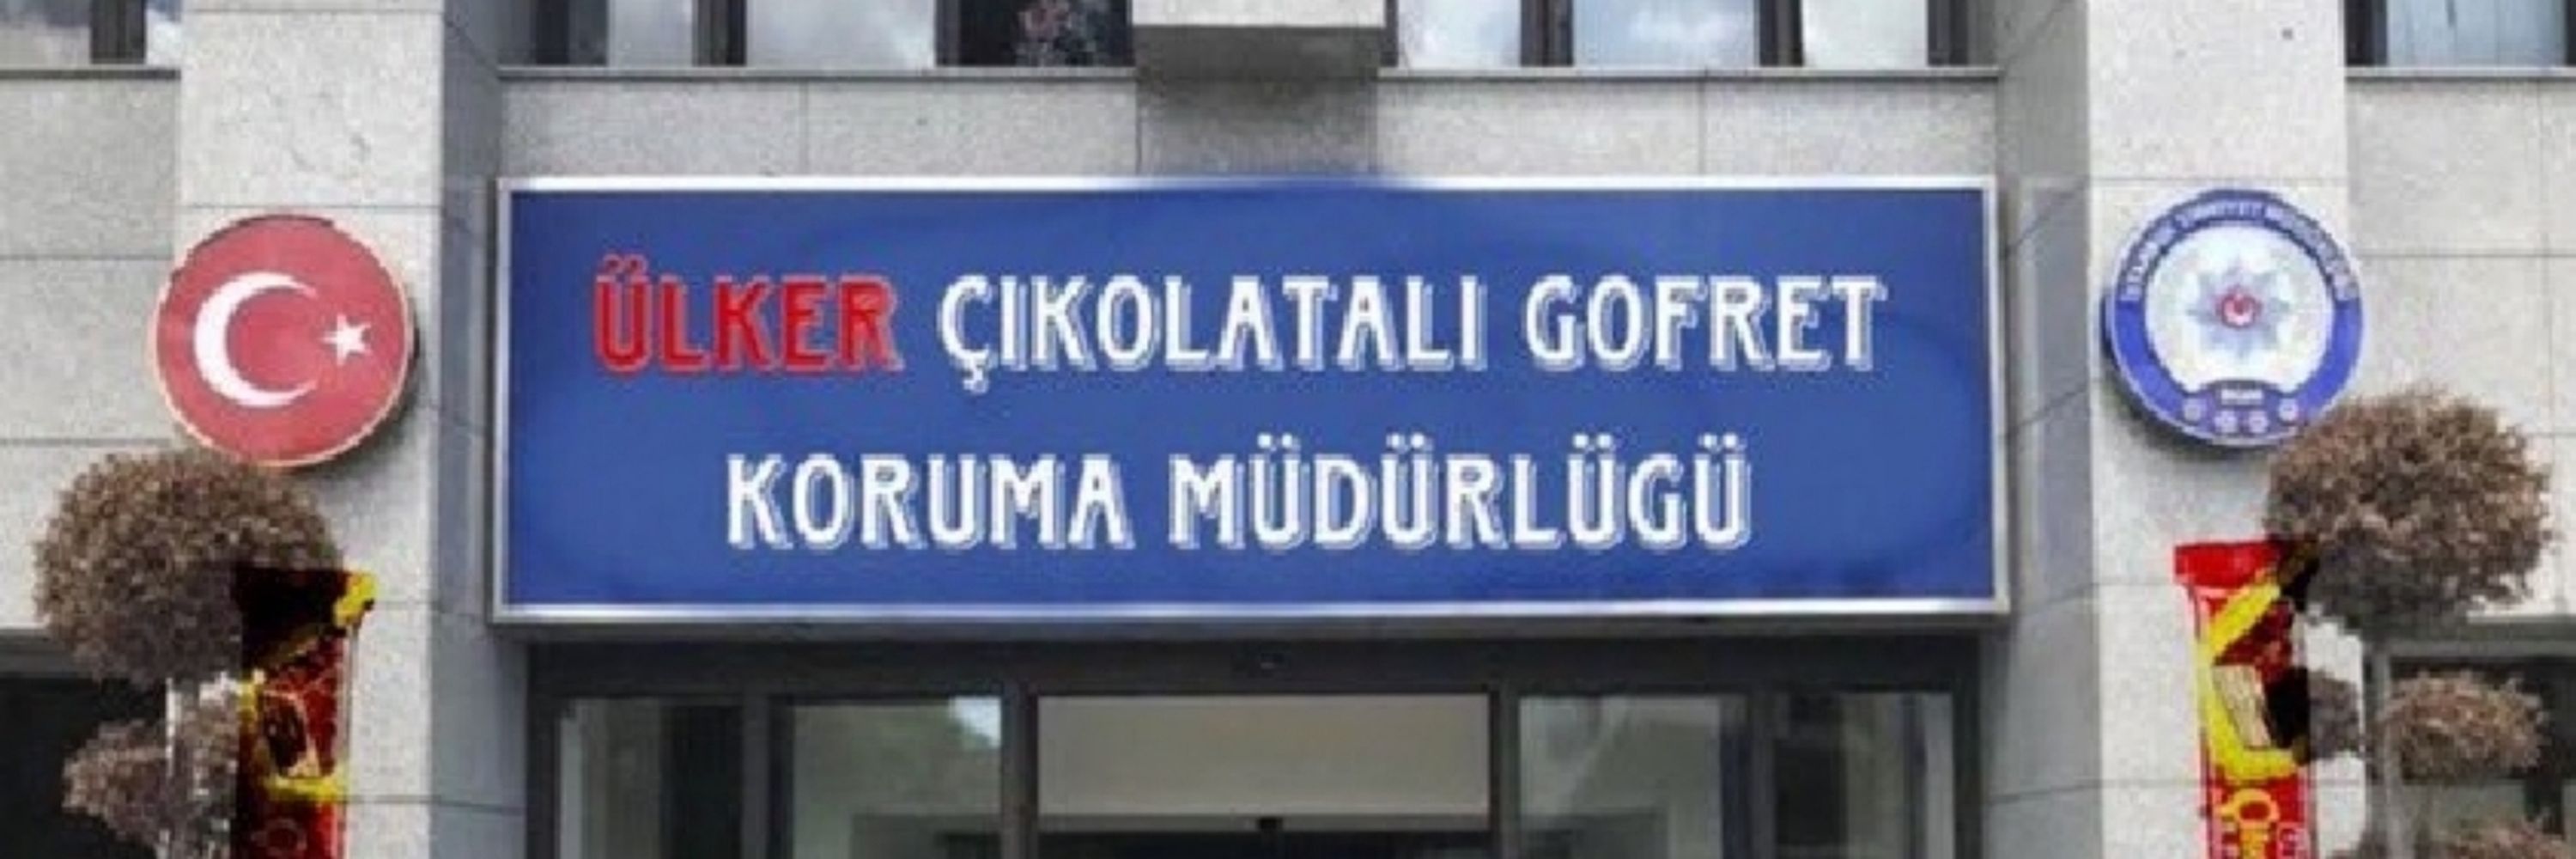 ÜLKER ÇIKOLATALI GOFRET
KORUMA MÜDÜRLÜGÜ